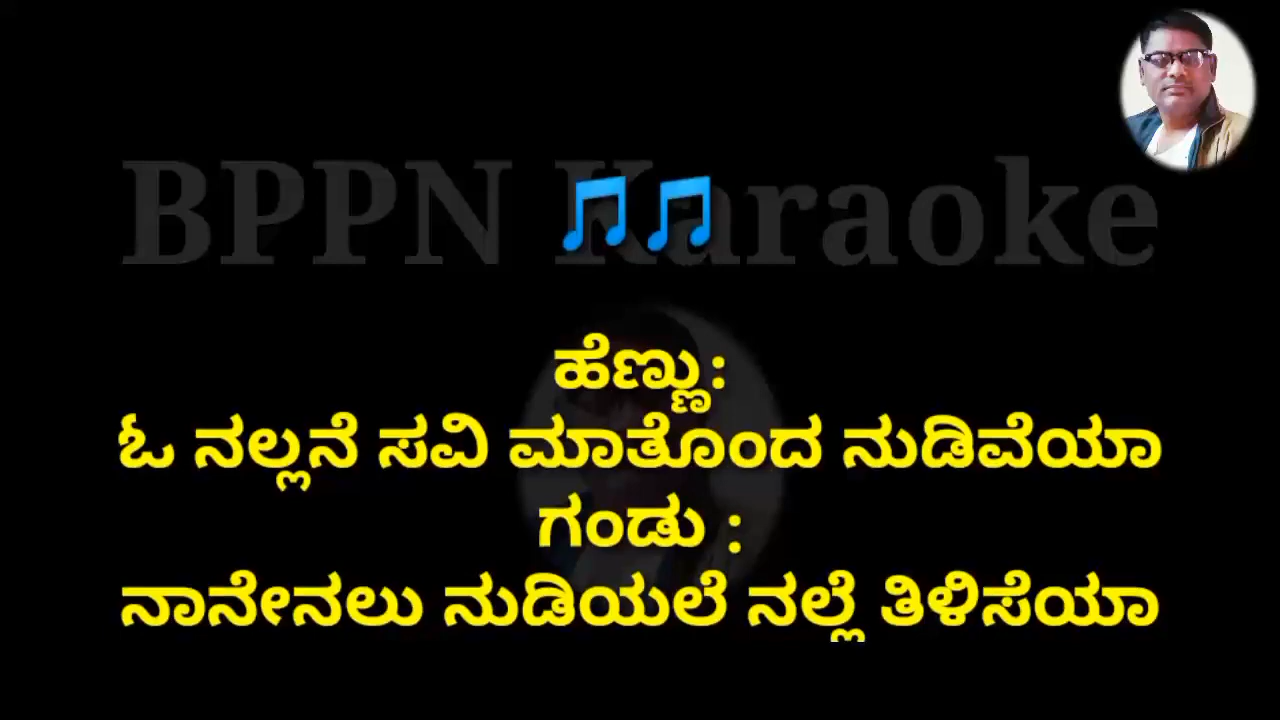 BPPN Karaoke
ಹೆಣ್ಣು:
ಓ ನಲ್ಲನೆ ಸವಿ ಮಾತೊಂದ ನುಡಿವೆಯಾ
ಗಂಡು :
ನಾನೇನಲು ನುಡಿಯಲೆ ನಲ್ಲೆ ತಿಳಿಸೆಯಾ